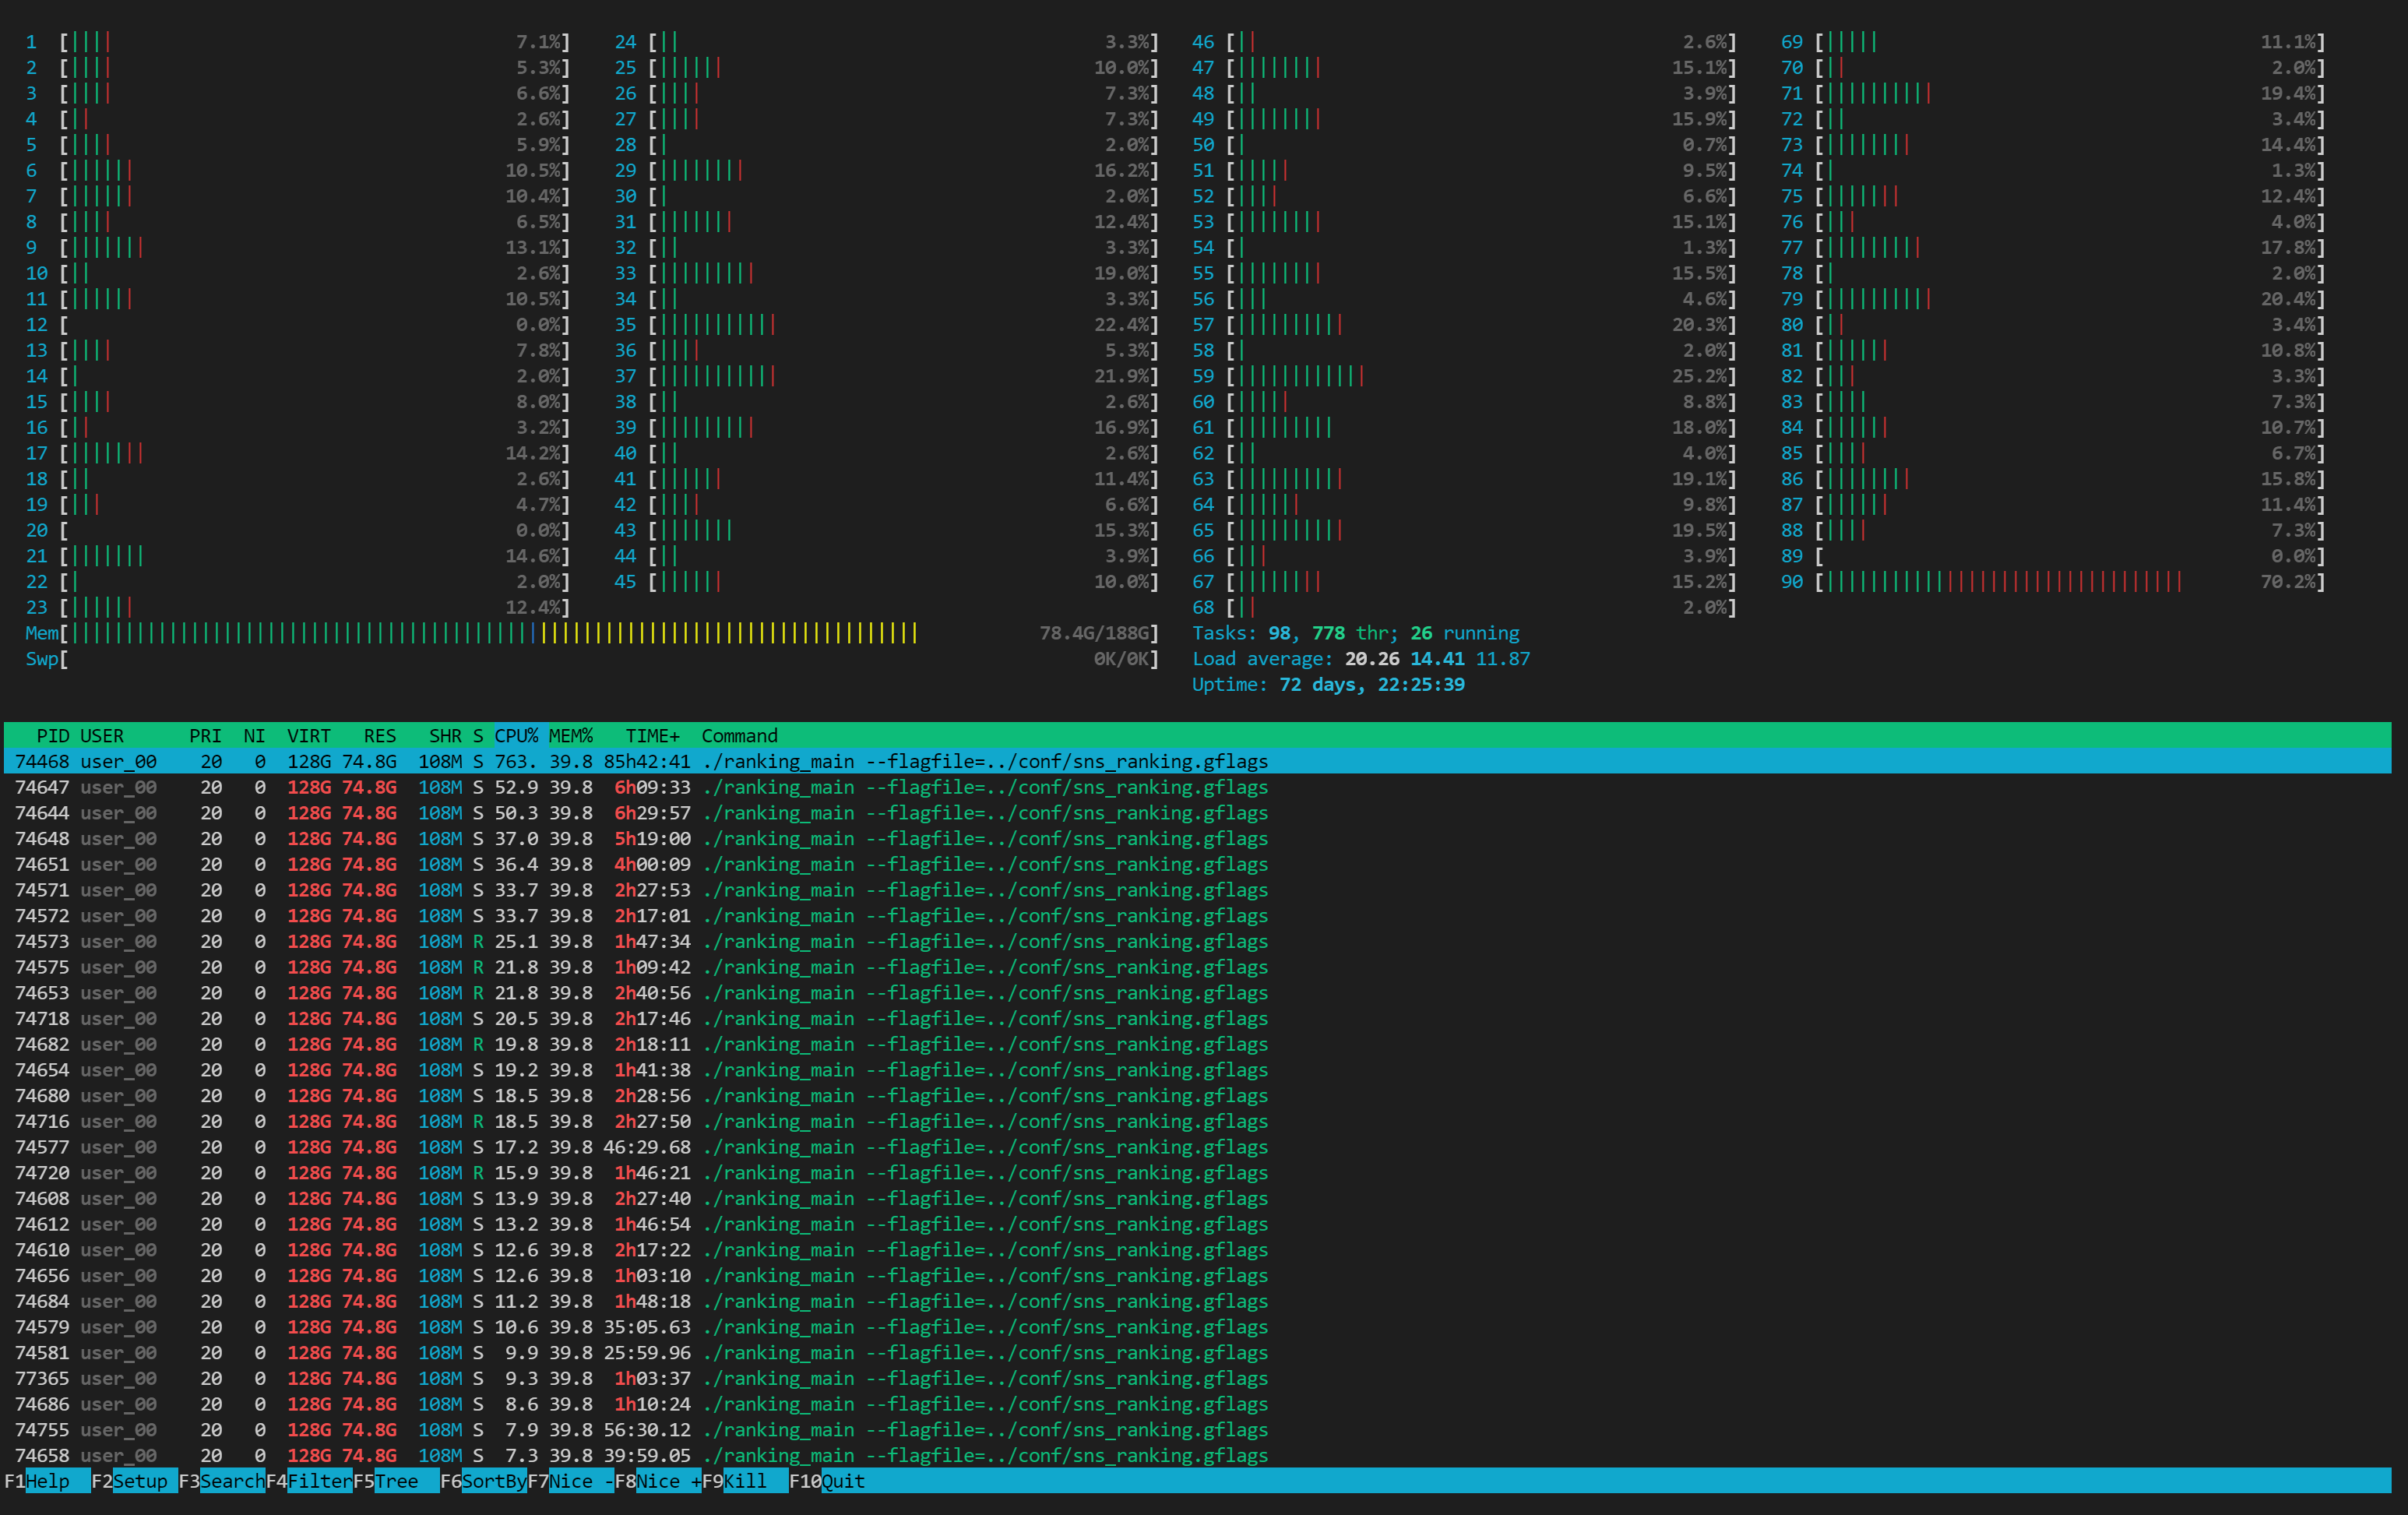 1 [|||| 7.1%] 24 [|| 3.3%] 46 [|| 2.6%] 69 [||||| 11.1%]
2 [|||| 5.3%] 25 [|||||| 10.0%] 47 [|||||||| 15.1%] 70 [|| 2.0%]
3 [|||| 6.6%] 26 [|||| 7.3%] 48 [|| 3.9%] 71 [|||||||||| 19.4%]
4 [|| 2.6%] 27 [|||| 7.3%] 49 [|||||||| 15.9%] 72 [|| 3.4%]
5 [|||| 5.9%] 28 [| 2.0%] 50 [| 0.7%] 73 [|||||||| 14.4%]
6 [|||||| 10.5%] 29 [|||||||| 16.2%] 51 [||||| 9.5%] 74 [| 1.3%]
7 [|||||| 10.4%] 30 [| 2.0%] 52 [|||| 6.6%] 75 [||||||| 12.4%]
8 [|||| 6.5%] 31 [||||||| 12.4%] 53 [|||||||| 15.1%] 76 [||| 4.0%]
9 [||||||| 13.1%] 32 [|| 3.3%] 54 [| 1.3%] 77 [||||||||| 17.8%]
10 [|| 2.6%] 33 [||||||||| 19.0%] 55 [|||||||| 15.5%] 78 [| 2.0%]
11 [|||||| 10.5%] 34 [|| 3.3%] 56 [||| 4.6%] 79 [|||||||||| 20.4%]
12 [ 0.0%] 35 [||||||||||| 22.4%] 57 [|||||||||| 20.3%] 80 [|| 3.4%]
13 [|||| 7.8%] 36 [|||| 5.3%] 58 [| 2.0%] 81 [|||||| 10.8%]
14 [| 2.0%] 37 [||||||||||| 21.9%] 59 [|||||||||||| 25.2%] 82 [||| 3.3%]
15 [|||| 8.0%] 38 [|| 2.6%] 60 [||||| 8.8%] 83 [|||| 7.3%]
16 [|| 3.2%] 39 [||||||||| 16.9%] 61 [||||||||| 18.0%] 84 [|||||| 10.7%]
17 [||||||| 14.2%] 40 [|| 2.6%] 62 [|| 4.0%] 85 [|||| 6.7%]
18 [|| 2.6%] 41 [|||||| 11.4%] 63 [|||||||||| 19.1%] 86 [|||||||| 15.8%]
19 [||| 4.7%] 42 [|||| 6.6%] 64 [|||||| 9.8%] 87 [|||||| 11.4%]
20 [ 0.0%] 43 [||||||| 15.3%] 65 [|||||||||| 19.5%] 88 [|||| 7.3%]
21 [||||||| 14.6%] 44 [|| 3.9%] 66 [||| 3.9%] 89 [ 0.0%]
22 [| 2.0%] 45 [|||||| 10.0%] 67 [|||||||| 15.2%] 90 [||||||||||||||||||||||||||||||||| 70.2%]
23 [|||||| 12.4%] 68 [|| 2.0%]
Mem[|||||||||||||||||||||||||||||||||||||||||||||||||||||||||||||||||||||||||||||| 78.4G/188G] Tasks: 98, 778 thr; 26 running
Swp[ 0K/0K] Load average: 20.26 14.41 11.87
Uptime: 72 days, 22:25:39
PID USER PRI NI VIRT RES SHR S CPU% MEM% TIME+ Command
74468 user_00 20 0 128G 74.8G 108M S 763. 39.8 85h42:41 ./ranking_main --flagfile=../conf/sns_ranking.gflags
74647 user_00 20 0 128G 74.8G 108M S 52.9 39.8 6h09:33 ./ranking_main --flagfile=../conf/sns_ranking.gflags
74644 user_00 20 0 128G 74.8G 108M S 50.3 39.8 6h29:57 ./ranking_main --flagfile=../conf/sns_ranking.gflags
74648 user_00 20 0 128G 74.8G 108M S 37.0 39.8 5h19:00 ./ranking_main --flagfile=../conf/sns_ranking.gflags
74651 user_00 20 0 128G 74.8G 108M S 36.4 39.8 4h00:09 ./ranking_main --flagfile=../conf/sns_ranking.gflags
74571 user_00 20 0 128G 74.8G 108M S 33.7 39.8 2h27:53 ./ranking_main --flagfile=../conf/sns_ranking.gflags
74572 user_00 20 0 128G 74.8G 108M S 33.7 39.8 2h17:01 ./ranking_main --flagfile=../conf/sns_ranking.gflags
74573 user_00 20 0 128G 74.8G 108M R 25.1 39.8 1h47:34 ./ranking_main --flagfile=../conf/sns_ranking.gflags
74575 user_00 20 0 128G 74.8G 108M R 21.8 39.8 1h09:42 ./ranking_main --flagfile=../conf/sns_ranking.gflags
74653 user_00 20 0 128G 74.8G 108M R 21.8 39.8 2h40:56 ./ranking_main --flagfile=../conf/sns_ranking.gflags
74718 user_00 20 0 128G 74.8G 108M S 20.5 39.8 2h17:46 ./ranking_main --flagfile=../conf/sns_ranking.gflags
74682 user_00 20 0 128G 74.8G 108M R 19.8 39.8 2h18:11 ./ranking_main --flagfile=../conf/sns_ranking.gflags
74654 user_00 20 0 128G 74.8G 108M S 19.2 39.8 1h41:38 ./ranking_main --flagfile=../conf/sns_ranking.gflags
74680 user_00 20 0 128G 74.8G 108M S 18.5 39.8 2h28:56 ./ranking_main --flagfile=../conf/sns_ranking.gflags
74716 user_00 20 0 128G 74.8G 108M R 18.5 39.8 2h27:50 ./ranking_main --flagfile=../conf/sns_ranking.gflags
74577 user_00 20 0 128G 74.8G 108M S 17.2 39.8 46:29.68 ./ranking_main --flagfile=../conf/sns_ranking.gflags
74720 user_00 20 0 128G 74.8G 108M R 15.9 39.8 1h46:21 ./ranking_main --flagfile=../conf/sns_ranking.gflags
74608 user_00 20 0 128G 74.8G 108M S 13.9 39.8 2h27:40 ./ranking_main --flagfile=../conf/sns_ranking.gflags
74612 user_00 20 0 128G 74.8G 108M S 13.2 39.8 1h46:54 ./ranking_main --flagfile=../conf/sns_ranking.gflags
74610 user_00 20 0 128G 74.8G 108M S 12.6 39.8 2h17:22 ./ranking_main --flagfile=../conf/sns_ranking.gflags
74656 user_00 20 0 128G 74.8G 108M S 12.6 39.8 1h03:10 ./ranking_main --flagfile=../conf/sns_ranking.gflags
74684 user_00 20 0 128G 74.8G 108M S 11.2 39.8 1h48:18 ./ranking_main --flagfile=../conf/sns_ranking.gflags
74579 user_00 20 0 128G 74.8G 108M S 10.6 39.8 35:05.63 ./ranking_main --flagfile=../conf/sns_ranking.gflags
74581 user_00 20 0 128G 74.8G 108M S 9.9 39.8 25:59.96 ./ranking_main --flagfile=../conf/sns_ranking.gflags
77365 user_00 20 0 128G 74.8G 108M S 9.3 39.8 1h03:37 ./ranking_main --flagfile=../conf/sns_ranking.gflags
74686 user_00 20 0 128G 74.8G 108M S 8.6 39.8 1h10:24 ./ranking_main --flagfile=../conf/sns_ranking.gflags
74755 user_00 20 0 128G 74.8G 108M S 7.9 39.8 56:30.12 ./ranking_main --flagfile=../conf/sns_ranking.gflags
74658 user_00 20 0 128G 74.8G 108M S 7.3 39.8 39:59.05 ./ranking_main --flagfile=../conf/sns_ranking.gflags
F1Help F2Setup F3SearchF4FilterF5Tree F6SortByF7Nice -F8Nice +F9Kill F10Quit